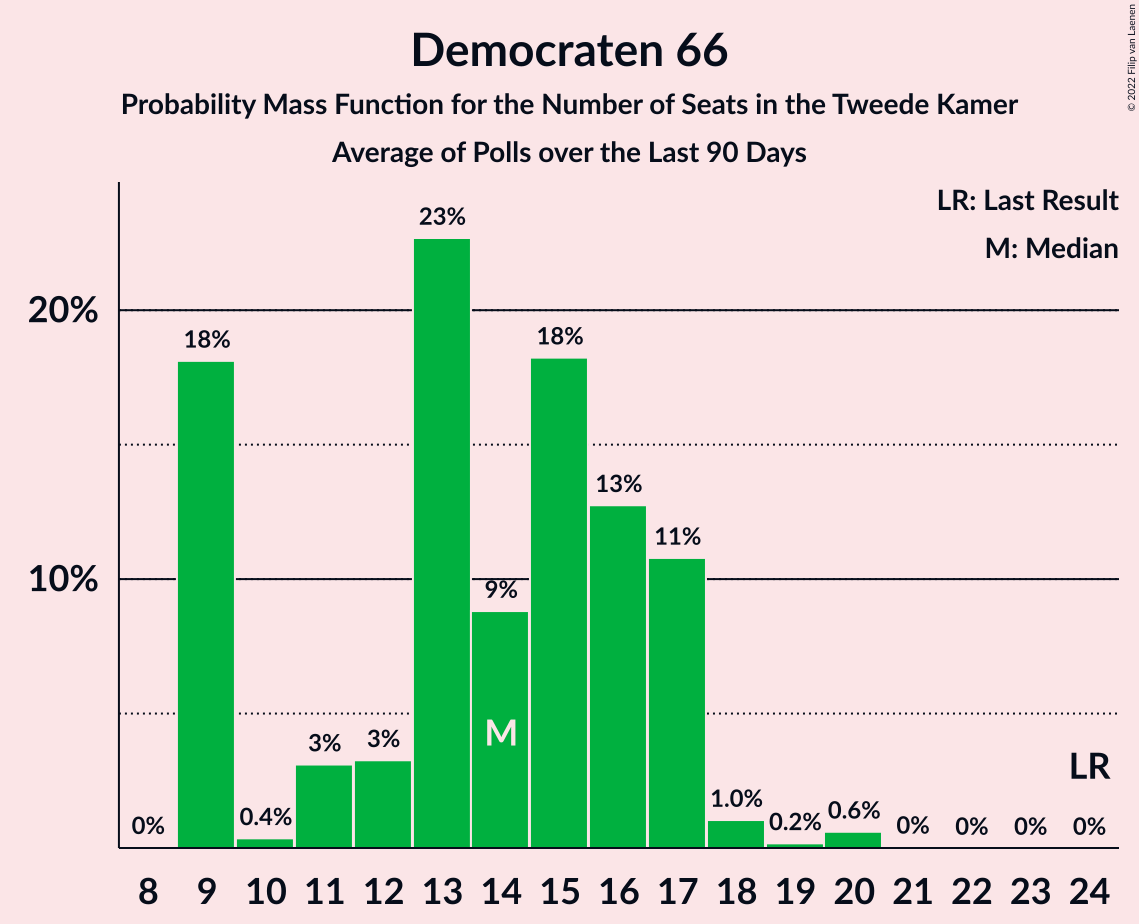 Democraten 66
Probability Mass Function for the Number of Seats in the Tweede Kamer
Average of Polls over the Last 90 Days
© 2022 Filip van Laenen
LR: Last Result
M: Median
20%
10%
0%
18%
0.4%
3%
3%
23%
9%
18%
13%
11%
1.0%
0.2%
0.6%
0%
0%
0%
0%
M
LR
8 9 10 11 12 13 14 15 16 17 18 19 20 21 22 23 24